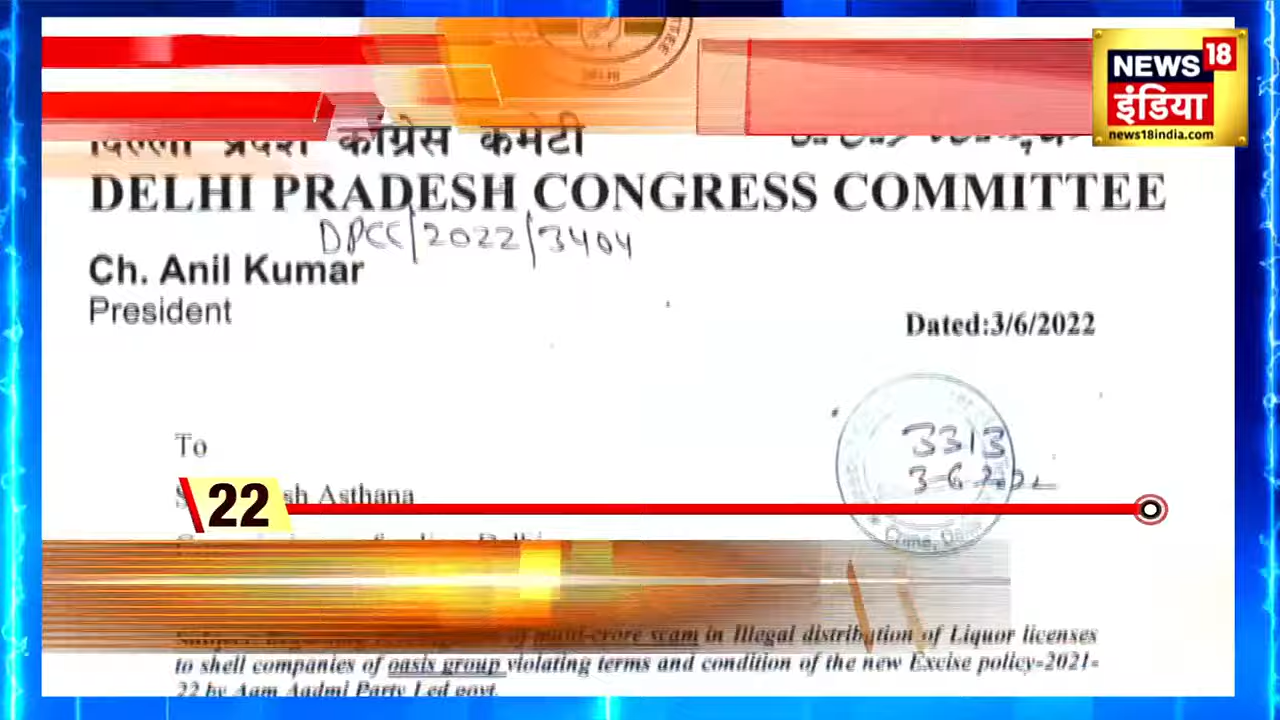 NEWS 18
इंडिया
news18india.com
दिल्ली प्रदेश कांग्रेस कमेटी
DELHI PRADESH CONGRESS COMMITTEE
DPCC/2022/3404
Ch. Anil Kumar
President
Dated:3/6/2022
3313
To
sh Asthana
22
Crime,
multi-crore scam in Illegal distribution of Liquor licenses
to shell companies of oasis group violating terms and condition of the new Excise policy-2021-
22 by Aam Aadmi Party Led govt.